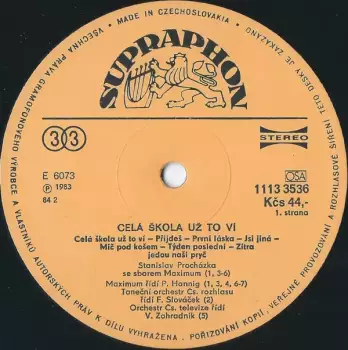 MADE IN CZECHOSLOVAKIA
VŠECHNA PRÁVA GRAMOFONOVÉHO VÝROBCE A VLASTNÍKŮ AUTORSKÝCH PRÁV K DÍLU VYHRAŽENA. POŘIZOVÁNÍ KOPIÍ, VEŘEJNÉ PROVOZOVÁNÍ A ROZHLASOVÉ ŠÍŘENÍ TÉTO DESKY JE ZAKÁZÁNO
SUPRAPHON
33
STEREO
E 6073
Ⓟ 1983
84 2
OSA
1113 3536
Kčs 44,-
1. strana
CELÁ ŠKOLA UŽ TO VÍ
Celá škola už to ví – Přijdeš – První láska – Jsi jiná –
Míč pod košem – Týden poslední – Zítra
jedou naši pryč
Stanislav Procházka
se sborem Maximum (1, 3-6)
Maximum řídí P. Hannig (1, 3, 4, 6-7)
Taneční orchestr Čs. rozhlasu
řídí F. Slováček (2)
Orchestr Čs. televize řídí
V. Zahradník (5)